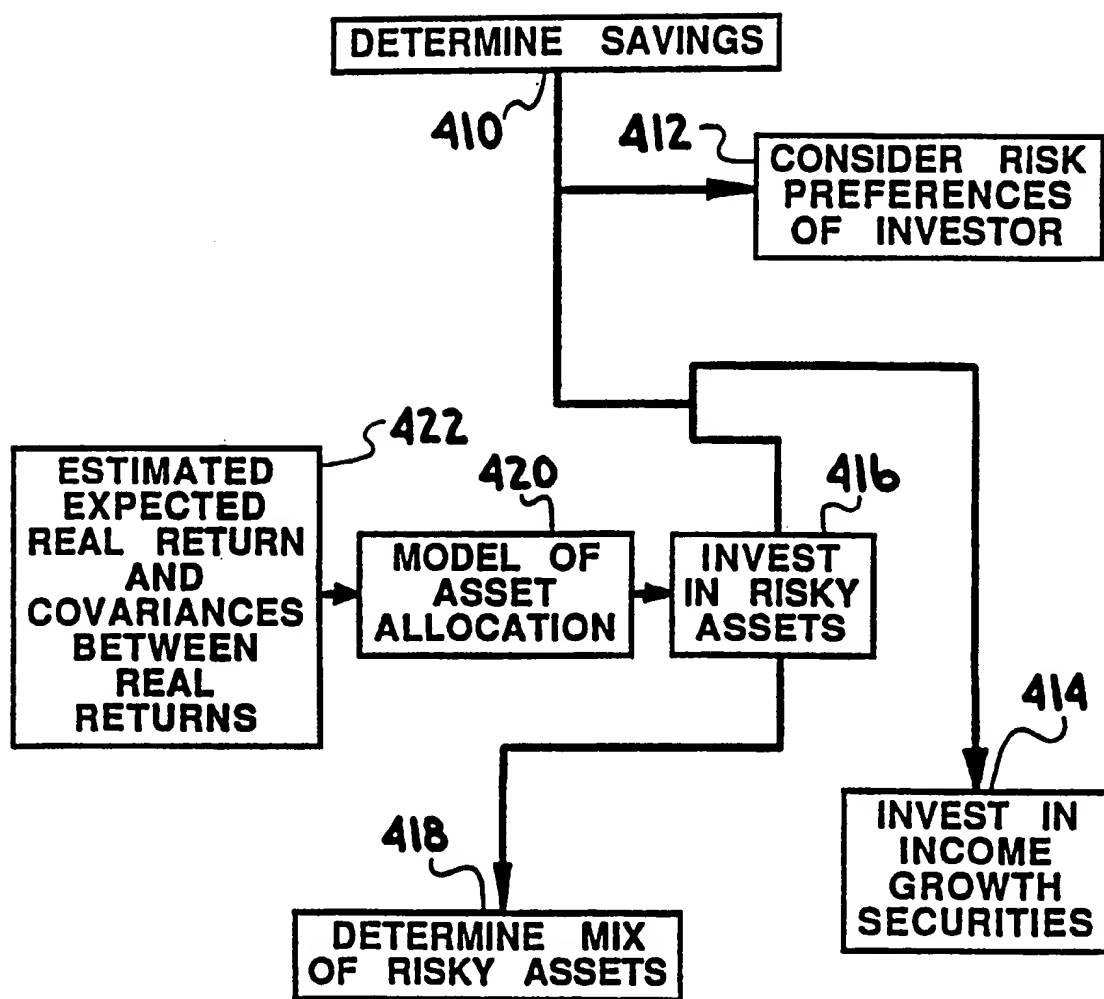 DETERMINE SAVINGS
410
412
CONSIDER RISK
PREFERENCES
OF INVESTOR
422
ESTIMATED
EXPECTED
REAL RETURN
AND
COVARIANCES
BETWEEN
REAL
RETURNS
420
MODEL OF
ASSET
ALLOCATION
416
INVEST
IN RISKY
ASSETS
414
INVEST IN
INCOME
GROWTH
SECURITIES
418
DETERMINE MIX
OF RISKY ASSETS